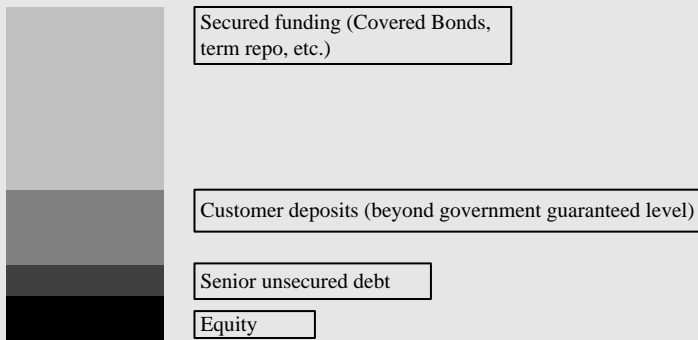 Secured funding (Covered Bonds,
term repo, etc.)
Customer deposits (beyond government guaranteed level)
Senior unsecured debt
Equity